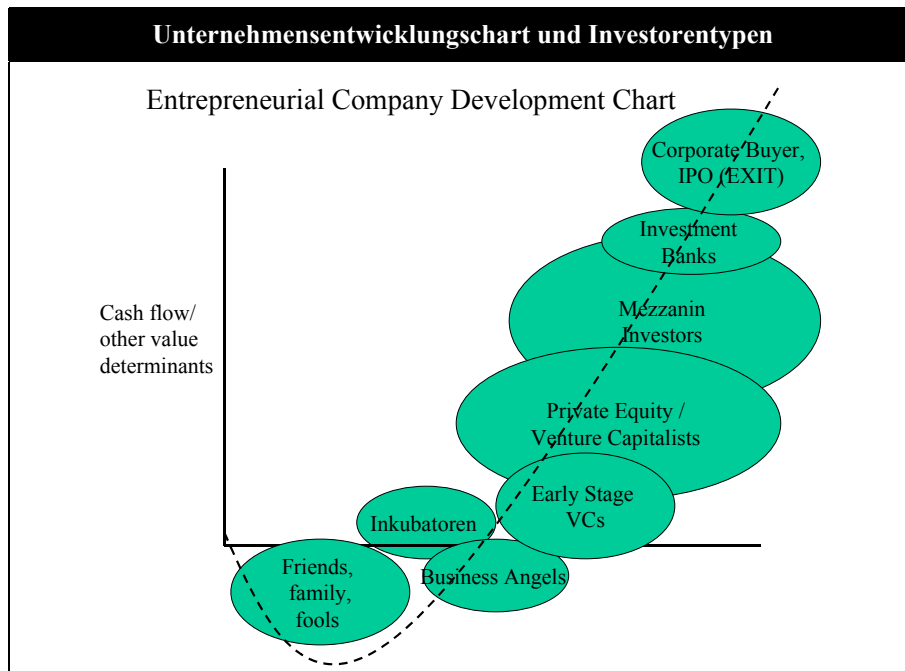 Unternehmensentwicklungschart und Investorentypen
Entrepreneurial Company Development Chart
Corporate Buyer,
IPO (EXIT)
Investment
Banks
Cash flow/
other value
determinants
Mezzanin
Investors
Private Equity /
Venture Capitalists
Early Stage
VCs
Inkubatoren
Friends,
family,
fools
Business Angels